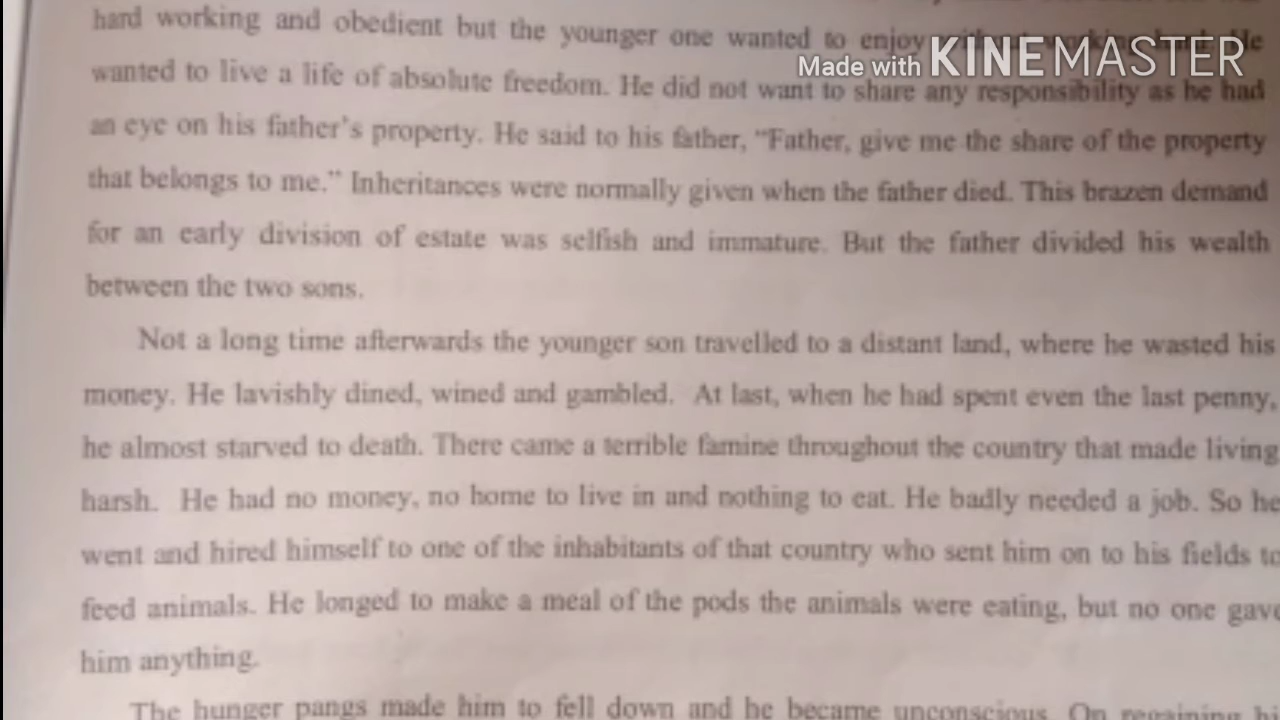 hard working and obedient but the younger one wanted to enjoy He
Made with KINEMASTER
wanted to live a life of absolute freedom. He did not want to share any responsibility as he had
an eye on his father's property. He said to his father, "Father, give me the share of the property
that belongs to me." Inheritances were normally given when the father died. This brazen demand
for an early division of estate was selfish and immature. But the father divided his wealth
between the two sons.
Not a long time afterwards the younger son travelled to a distant land, where he wasted his
money. He lavishly dined, wined and gambled. At last, when he had spent even the last penny,
he almost starved to death. There came a terrible famine throughout the country that made living
harsh. He had no money, no home to live in and nothing to eat. He badly needed a job. So he
went and hired himself to one of the inhabitants of that country who sent him on to his fields to
feed animals. He longed to make a meal of the pods the animals were eating, but no one gave
him anything.
The hunger pangs made him to fell down and he became unconscious. On regaining